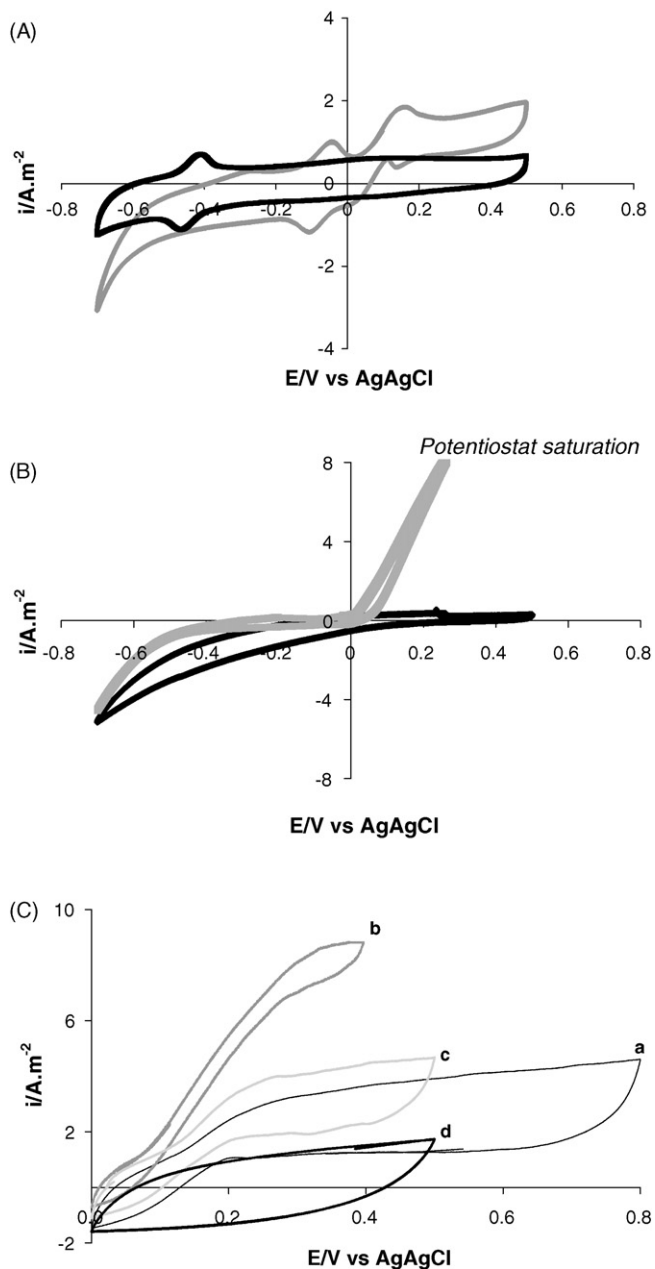 (A)
4
2
0
-0.8 -0.6 -0.4 -0.2 0 0.2 0.4 0.6 0.8
-2
-4
i/A.m-2
E/V vs AgAgCl
(B)
Potentiostat saturation
8
4
0
-0.8 -0.6 -0.4 -0.2 0 0.2 0.4 0.6 0.8
-4
-8
i/A.m-2
E/V vs AgAgCl
(C)
10
b
6
c
a
2
d
0.0 0.2 0.4 0.6 0.8
-2
i/A.m-2
E/V vs AgAgCl